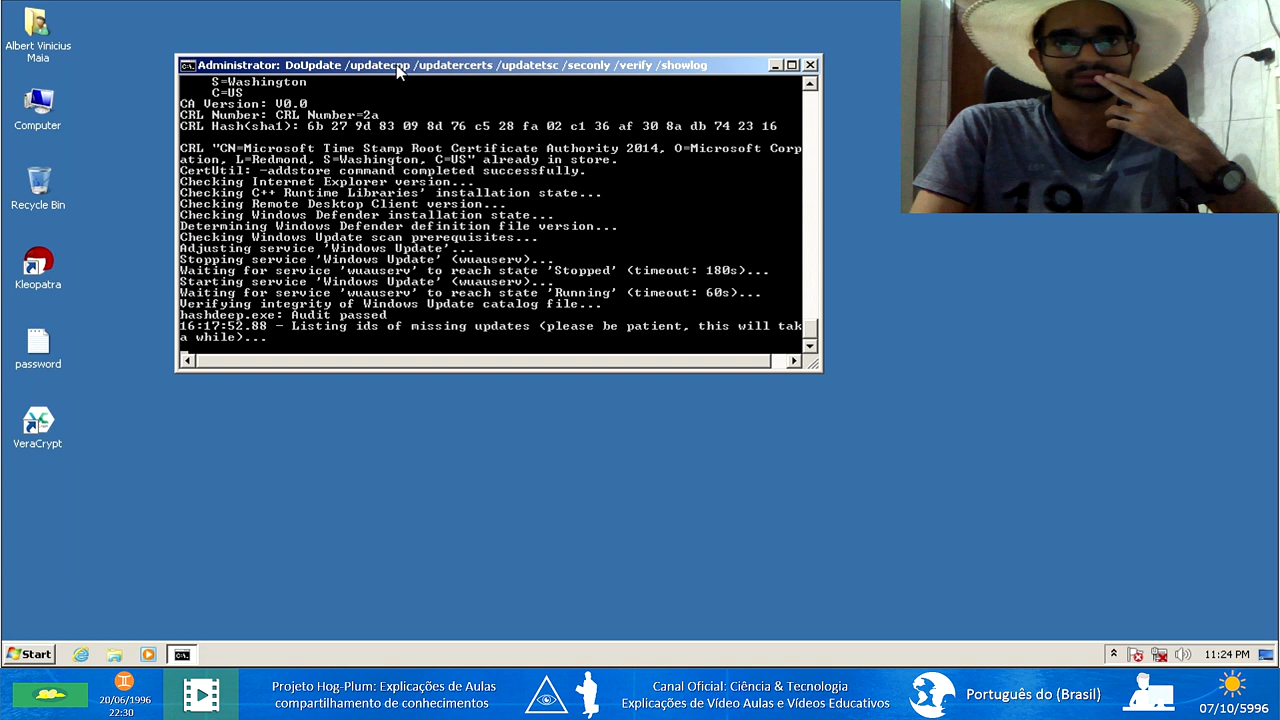 Albert Vinicius
Maia
Computer
Recycle Bin
Kleopatra
password
VeraCrypt
Administrator: DoUpdate /updatecpp /updatercerts /updatetsc /seconly /verify /showlog
S=Washington
C=US
CA Version: V0.0
CRL Number: CRL Number=2a
CRL Hash(sha1): 6b 27 9d 83 09 8d 76 c5 28 fa 02 c1 36 af 30 8a db 74 23 16
CRL "CN=Microsoft Time Stamp Root Certificate Authority 2014, O=Microsoft Corp
ation, L=Redmond, S=Washington, C=US" already in store.
CertUtil: -addstore command completed successfully.
Checking Internet Explorer version...
Checking C++ Runtime Libraries' installation state...
Checking Remote Desktop Client version...
Checking Windows Defender installation state...
Determining Windows Defender definition file version...
Checking Windows Update scan prerequisites...
Adjusting service 'Windows Update'...
Stopping service 'Windows Update' (wuauserv)...
Waiting for service 'wuauserv' to reach state 'Stopped' (timeout: 180s)...
Starting service 'Windows Update' (wuauserv)...
Waiting for service 'wuauserv' to reach state 'Running' (timeout: 60s)...
Verifying integrity of Windows Update catalog file...
hashdeep.exe: Audit passed
16:17:52.88 - Listing ids of missing updates (please be patient, this will tak
a while)...
Start
11:24 PM
20/06/1996
22:30
Projeto Hog-Plum: Explicações de Aulas
compartilhamento de conhecimentos
Canal Oficial: Ciência & Tecnologia
Explicações de Vídeo Aulas e Vídeos Educativos
Português do (Brasil)
07/10/5996